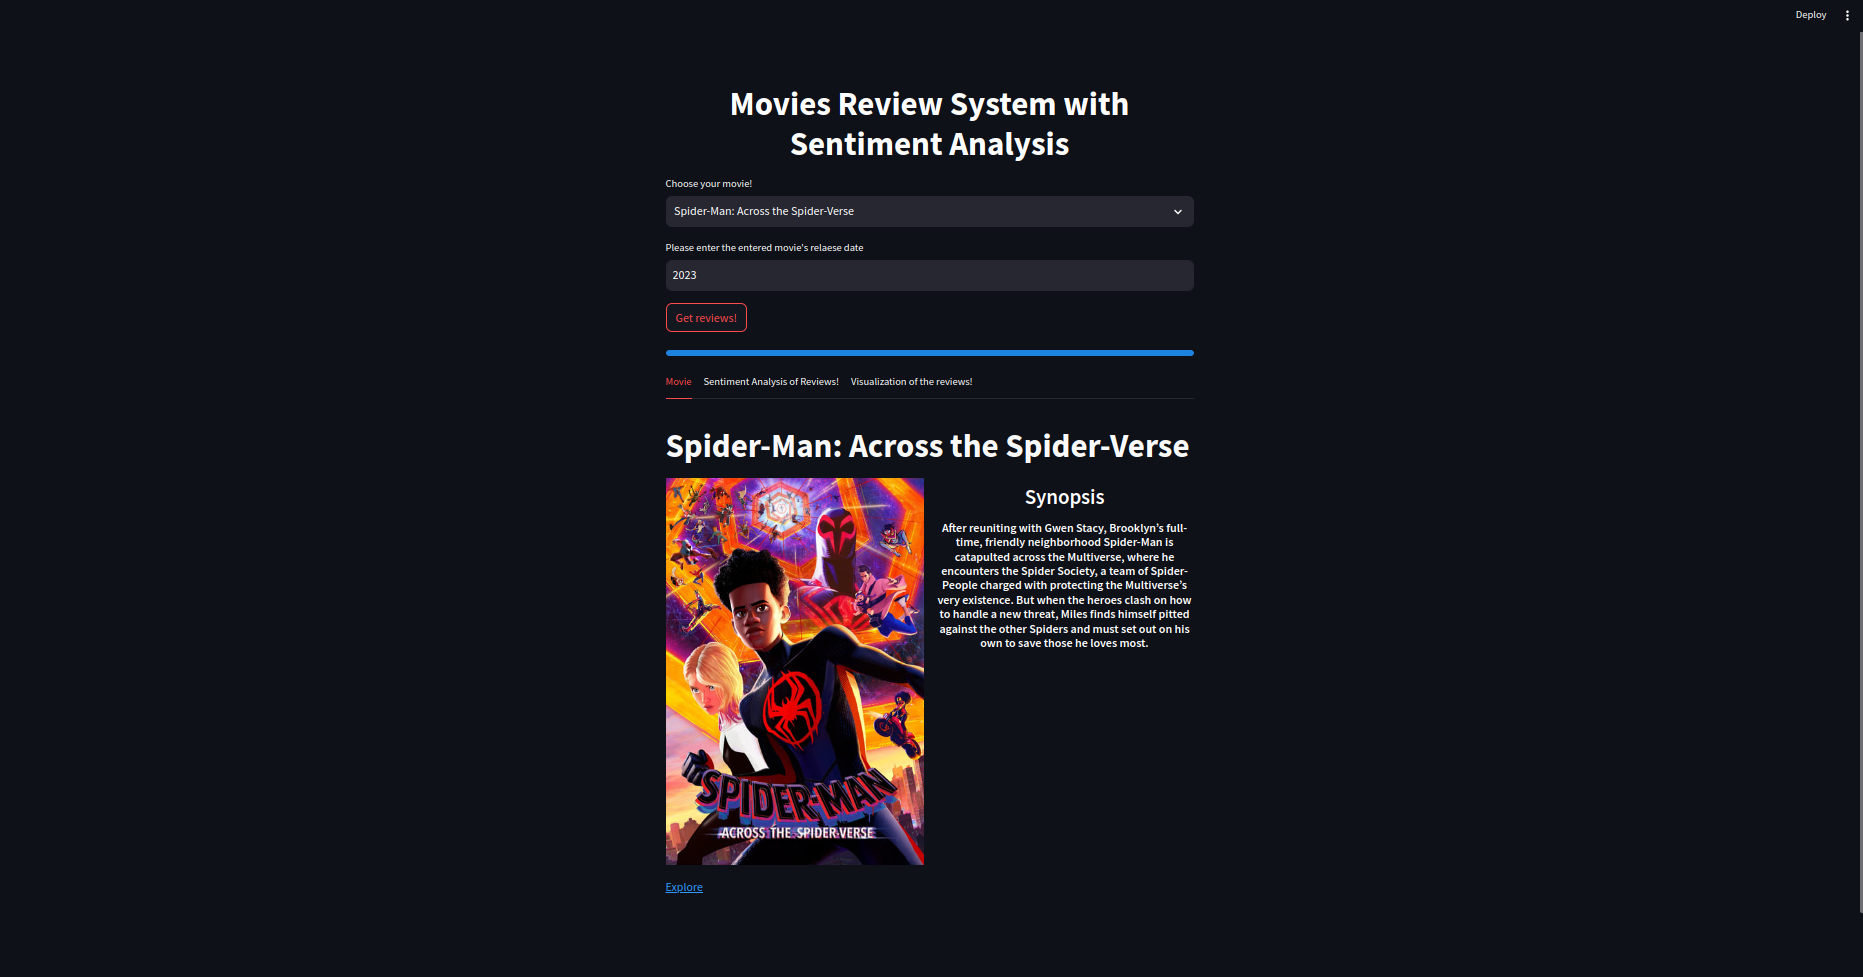 Deploy
Movies Review System with
Sentiment Analysis
Choose your movie!
Spider-Man: Across the Spider-Verse
Please enter the entered movie's relaese date
2023
Get reviews!
Movie Sentiment Analysis of Reviews! Visualization of the reviews!
Spider-Man: Across the Spider-Verse
Synopsis
After reuniting with Gwen Stacy, Brooklyn’s full-
time, friendly neighborhood Spider-Man is
catapulted across the Multiverse, where he
encounters the Spider Society, a team of Spider-
People charged with protecting the Multiverse’s
very existence. But when the heroes clash on how
to handle a new threat, Miles finds himself pitted
against the other Spiders and must set out on his
own to save those he loves most.
SPIDER-MAN
ACROSS THE SPIDER-VERSE
Explore